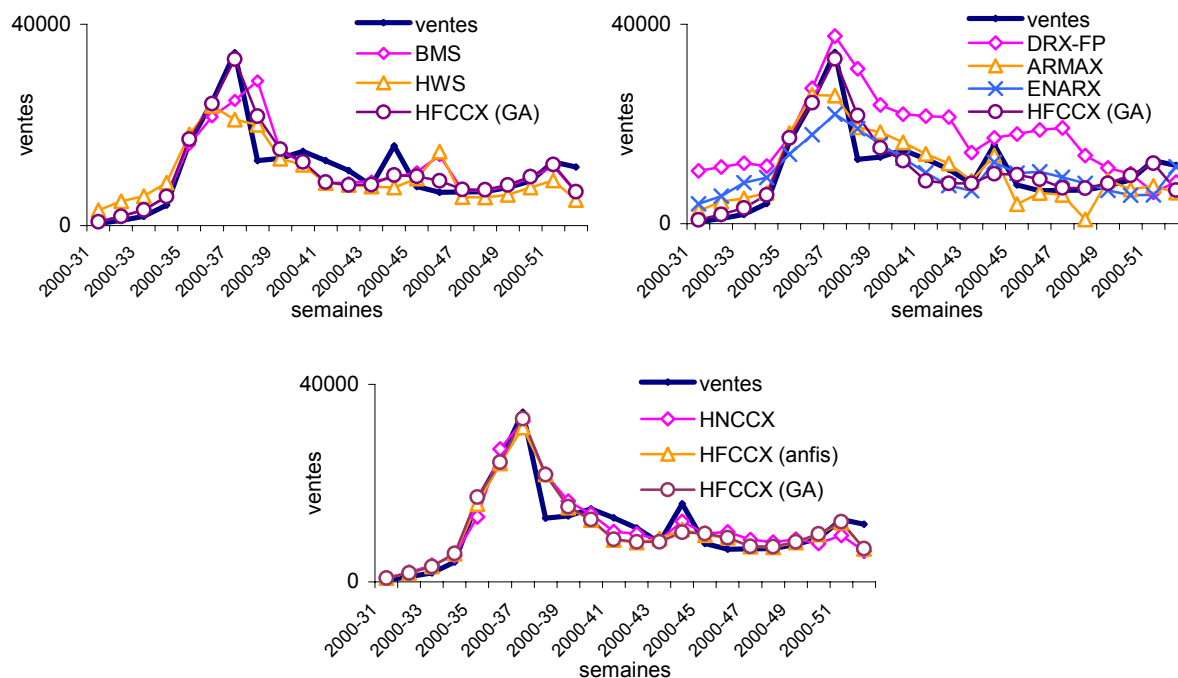 40000
0
ventes
ventes
BMS
HWS
HFCCX (GA)
2000-31
2000-33
2000-35
2000-37
2000-39
2000-41
2000-43
2000-45
2000-47
2000-49
2000-51
semaines
40000
0
ventes
ventes
DRX-FP
ARMAX
ENARX
HFCCX (GA)
2000-31
2000-33
2000-35
2000-37
2000-39
2000-41
2000-43
2000-45
2000-47
2000-49
2000-51
semaines
40000
0
ventes
ventes
HNCCX
HFCCX (anfis)
HFCCX (GA)
2000-31
2000-33
2000-35
2000-37
2000-39
2000-41
2000-43
2000-45
2000-47
2000-49
2000-51
semaines